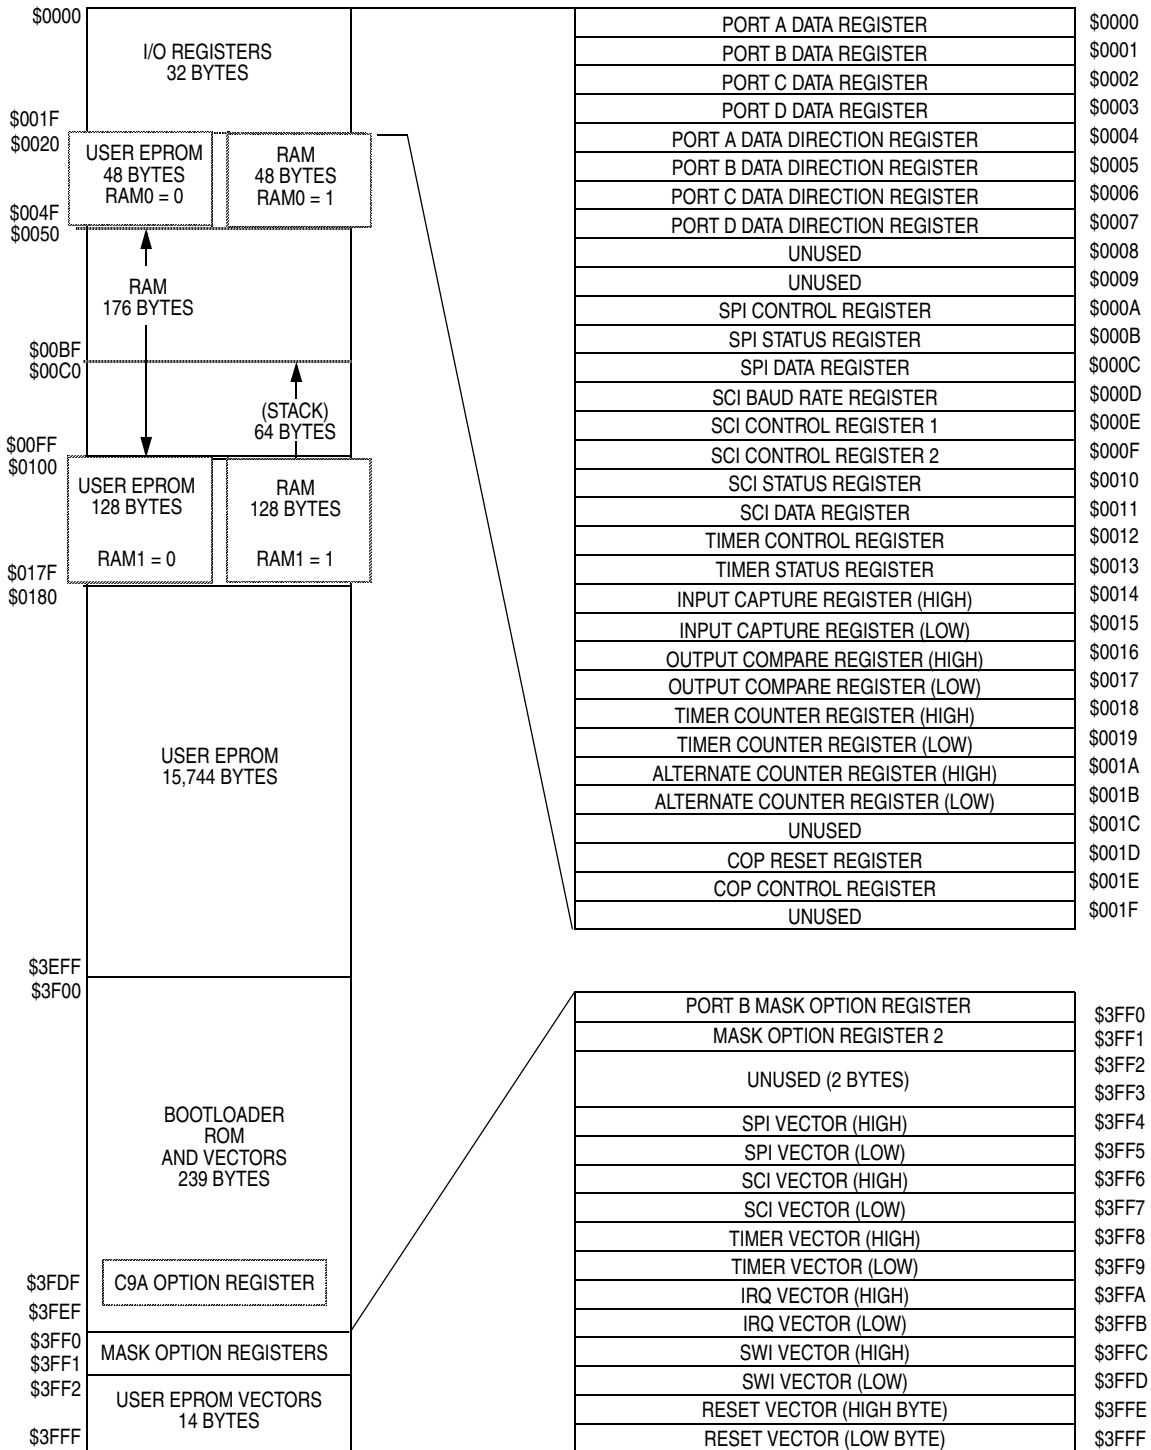 $0000
I/O REGISTERS
32 BYTES
$001F
$0020
USER EPROM
48 BYTES
RAM0 = 0
RAM
48 BYTES
RAM0 = 1
$004F
$0050
RAM
176 BYTES
$00BF
$00C0
(STACK)
64 BYTES
$00FF
$0100
USER EPROM
128 BYTES
RAM1 = 0
RAM
128 BYTES
RAM1 = 1
$017F
$0180
USER EPROM
15,744 BYTES
$3EFF
$3F00
BOOTLOADER
ROM
AND VECTORS
239 BYTES
$3FDF
C9A OPTION REGISTER
$3FEF
$3FF0
$3FF1
MASK OPTION REGISTERS
$3FF2
USER EPROM VECTORS
14 BYTES
$3FFF
PORT A DATA REGISTER $0000
PORT B DATA REGISTER $0001
PORT C DATA REGISTER $0002
PORT D DATA REGISTER $0003
PORT A DATA DIRECTION REGISTER $0004
PORT B DATA DIRECTION REGISTER $0005
PORT C DATA DIRECTION REGISTER $0006
PORT D DATA DIRECTION REGISTER $0007
UNUSED $0008
UNUSED $0009
SPI CONTROL REGISTER $000A
SPI STATUS REGISTER $000B
SPI DATA REGISTER $000C
SCI BAUD RATE REGISTER $000D
SCI CONTROL REGISTER 1 $000E
SCI CONTROL REGISTER 2 $000F
SCI STATUS REGISTER $0010
SCI DATA REGISTER $0011
TIMER CONTROL REGISTER $0012
TIMER STATUS REGISTER $0013
INPUT CAPTURE REGISTER (HIGH) $0014
INPUT CAPTURE REGISTER (LOW) $0015
OUTPUT COMPARE REGISTER (HIGH) $0016
OUTPUT COMPARE REGISTER (LOW) $0017
TIMER COUNTER REGISTER (HIGH) $0018
TIMER COUNTER REGISTER (LOW) $0019
ALTERNATE COUNTER REGISTER (HIGH) $001A
ALTERNATE COUNTER REGISTER (LOW) $001B
UNUSED $001C
COP RESET REGISTER $001D
COP CONTROL REGISTER $001E
UNUSED $001F
PORT B MASK OPTION REGISTER $3FF0
MASK OPTION REGISTER 2 $3FF1
$3FF2
UNUSED (2 BYTES)
$3FF3
SPI VECTOR (HIGH) $3FF4
SPI VECTOR (LOW) $3FF5
SCI VECTOR (HIGH) $3FF6
SCI VECTOR (LOW) $3FF7
TIMER VECTOR (HIGH) $3FF8
TIMER VECTOR (LOW) $3FF9
IRQ VECTOR (HIGH) $3FFA
IRQ VECTOR (LOW) $3FFB
SWI VECTOR (HIGH) $3FFC
SWI VECTOR (LOW) $3FFD
RESET VECTOR (HIGH BYTE) $3FFE
RESET VECTOR (LOW BYTE) $3FFF